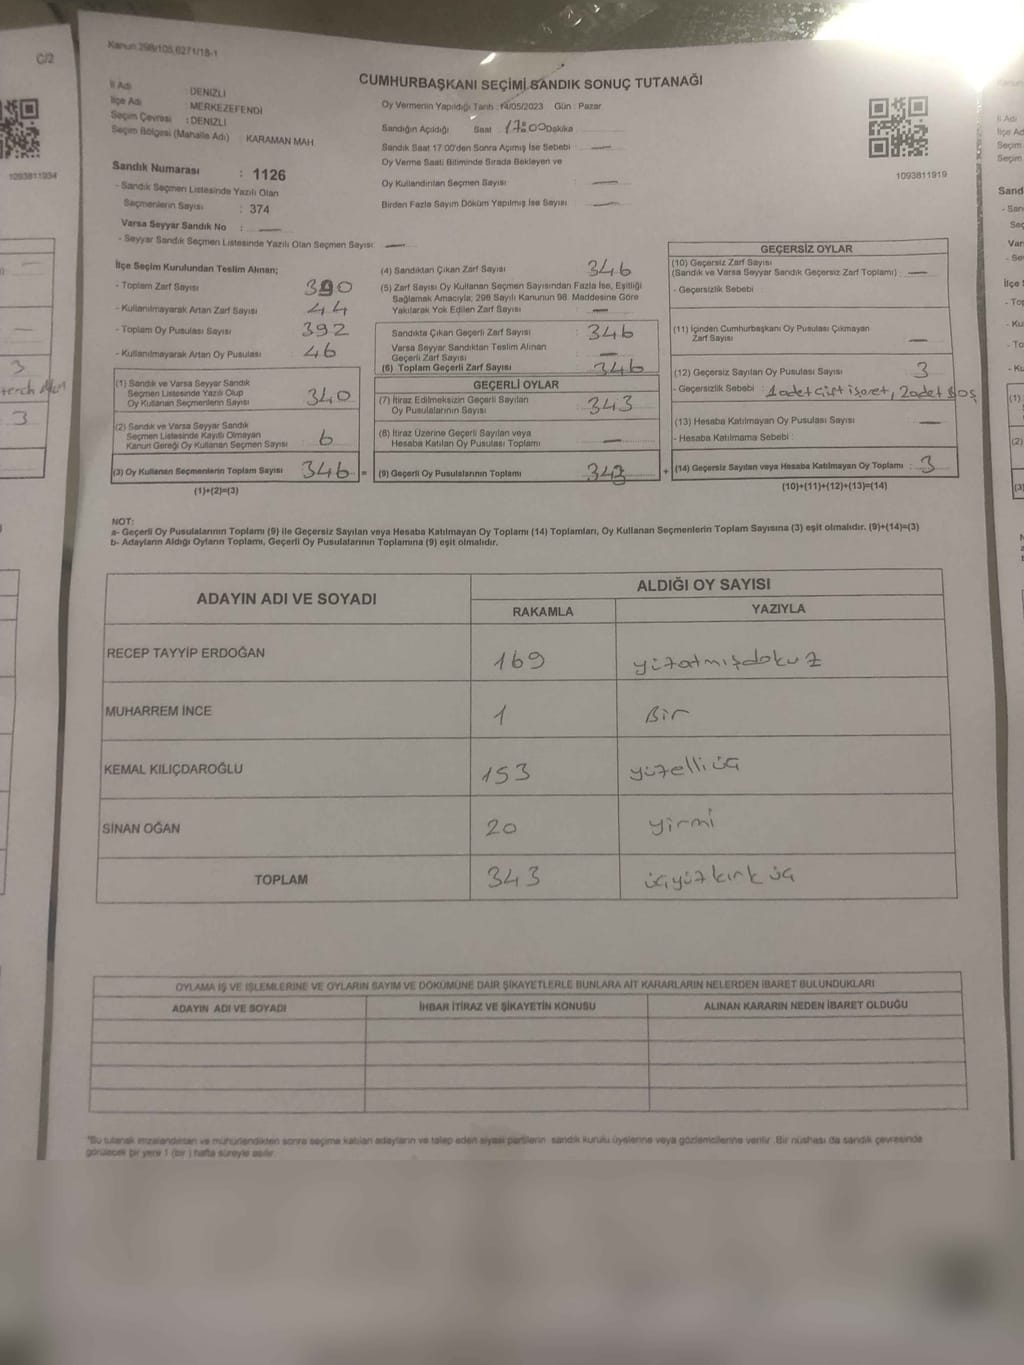 C/2
Kanun:298/105,6271/18-1
CUMHURBAŞKANI SEÇİMİ SANDIK SONUÇ TUTANAĞI
İl Adı : DENİZLİ
İlçe Adı : MERKEZEFENDİ
Seçim Çevresi : DENİZLİ
Seçim Bölgesi (Mahalle Adı) : KARAMAN MAH.
Oy Vermenin Yapıldığı Tarih : 14/05/2023 Gün : Pazar
Sandığın Açıldığı Saat 17:00 Dakika
Sandık Saat 17:00'den Sonra Açımış İse Sebebi : —
Oy Verme Saati Bitiminde Sırada Bekleyen ve
Oy Kullandırılan Seçmen Sayısı : —
Birden Fazla Sayım Döküm Yapılmış İse Sayısı : —
1093811934
1093811919
Sandık Numarası : 1126
- Sandık Seçmen Listesinde Yazılı Olan
Seçmenlerin Sayısı : 374
Varsa Seyyar Sandık No : —
- Seyyar Sandık Seçmen Listesinde Yazılı Olan Seçmen Sayısı: —
İlçe Seçim Kurulundan Teslim Alınan;
- Toplam Zarf Sayısı : 390
- Kullanılmayarak Artan Zarf Sayısı : 44
- Toplam Oy Pusulası Sayısı : 392
- Kullanılmayarak Artan Oy Pusulası : 46
(1) Sandık ve Varsa Seyyar Sandık
Seçmen Listesinde Yazılı Olup
Oy Kullanan Seçmenlerin Sayısı : 340
(2) Sandık ve Varsa Seyyar Sandık
Seçmen Listesinde Kayıtlı Olmayan
Kanun Gereği Oy Kullanan Seçmen Sayısı : 6
(3) Oy Kullanan Seçmenlerin Toplam Sayısı : 346 =
(1)+(2)=(3)
(4) Sandıktan Çıkan Zarf Sayısı : 346
(5) Zarf Sayısı Oy Kullanan Seçmen Sayısından Fazla İse, Eşitliği
Sağlamak Amacıyla; 298 Sayılı Kanunun 98. Maddesine Göre
Yakılarak Yok Edilen Zarf Sayısı : —
Sandıkta Çıkan Geçerli Zarf Sayısı : 346
Varsa Seyyar Sandıktan Teslim Alınan
Geçerli Zarf Sayısı : —
(6) Toplam Geçerli Zarf Sayısı : 346
GEÇERLİ OYLAR
(7) İtiraz Edilmeksizin Geçerli Sayılan
Oy Pusulalarının Sayısı : 343
(8) İtiraz Üzerine Geçerli Sayılan veya
Hesaba Katılan Oy Pusulası Toplamı : —
(9) Geçerli Oy Pusulalarının Toplamı : 343 +
GEÇERSİZ OYLAR
(10) Geçersiz Zarf Sayısı
(Sandık ve Varsa Seyyar Sandık Geçersiz Zarf Toplamı) : —
- Geçersizlik Sebebi :
(11) İçinden Cumhurbaşkanı Oy Pusulası Çıkmayan
Zarf Sayısı : —
(12) Geçersiz Sayılan Oy Pusulası Sayısı : 3
- Geçersizlik Sebebi : 1 adet Çift işaret, 2 adet Boş
(13) Hesaba Katılmayan Oy Pusulası Sayısı : —
- Hesaba Katılmama Sebebi :
(14) Geçersiz Sayılan veya Hesaba Katılmayan Oy Toplamı : 3
(10)+(11)+(12)+(13)=(14)
NOT:
a- Geçerli Oy Pusulalarının Toplamı (9) ile Geçersiz Sayılan veya Hesaba Katılmayan Oy Toplamı (14) Toplamları, Oy Kullanan Seçmenlerin Toplam Sayısına (3) eşit olmalıdır. (9)+(14)=(3)
b- Adayların Aldığı Oyların Toplamı, Geçerli Oy Pusulalarının Toplamına (9) eşit olmalıdır.
ADAYIN ADI VE SOYADI
ALDIĞI OY SAYISI
RAKAMLA YAZIYLA
RECEP TAYYİP ERDOĞAN 169 yüzatmışdokuz
MUHARREM İNCE 1 Bir
KEMAL KILIÇDAROĞLU 153 yüzelliüç
SİNAN OĞAN 20 yirmi
TOPLAM 343 üçyüzkırküç
OYLAMA İŞ VE İŞLEMLERİNE VE OYLARIN SAYIM VE DÖKÜMÜNE DAİR ŞİKAYETLERLE BUNLARA AİT KARARLARIN NELERDEN İBARET BULUNDUKLARI
ADAYIN ADI VE SOYADI İHBAR İTİRAZ VE ŞİKAYETİN KONUSU ALINAN KARARIN NEDEN İBARET OLDUĞU
*Bu tutanak imzalandıktan ve mühürlendikten sonra seçime katılan adayların ve talep eden siyasi partilerin sandık kurulu üyelerine veya gözlemcilerine verilir. Bir nüshası da sandık çevresinde
görülecek bir yere 1 (bir) hafta süreyle asılır.